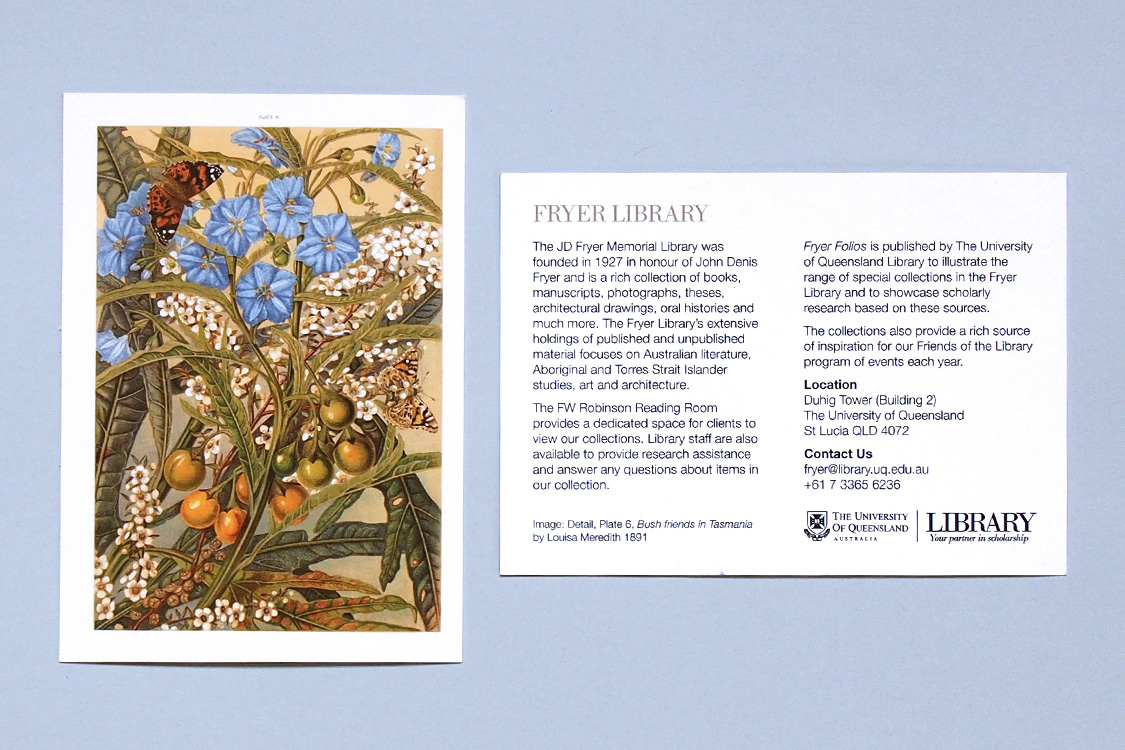 PLATE 6.
FRYER LIBRARY
The JD Fryer Memorial Library was
founded in 1927 in honour of John Denis
Fryer and is a rich collection of books,
manuscripts, photographs, theses,
architectural drawings, oral histories and
much more. The Fryer Library's extensive
holdings of published and unpublished
material focuses on Australian literature,
Aboriginal and Torres Strait Islander
studies, art and architecture.
The FW Robinson Reading Room
provides a dedicated space for clients to
view our collections. Library staff are also
available to provide research assistance
and answer any questions about items in
our collection.
Image: Detail, Plate 6, Bush friends in Tasmania
by Louisa Meredith 1891
Fryer Folios is published by The University
of Queensland Library to illustrate the
range of special collections in the Fryer
Library and to showcase scholarly
research based on these sources.
The collections also provide a rich source
of inspiration for our Friends of the Library
program of events each year.
Location
Duhig Tower (Building 2)
The University of Queensland
St Lucia QLD 4072
Contact Us
fryer@library.uq.edu.au
+61 7 3365 6236
THE UNIVERSITY
OF QUEENSLAND
AUSTRALIA
LIBRARY
Your partner in scholarship